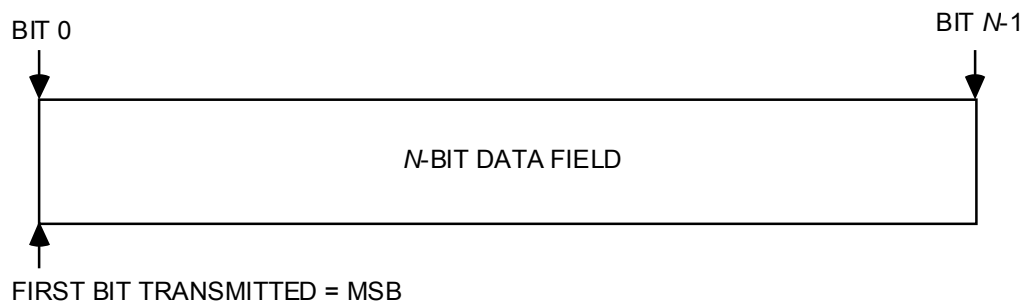 BIT 0
BIT N-1
N-BIT DATA FIELD
FIRST BIT TRANSMITTED = MSB